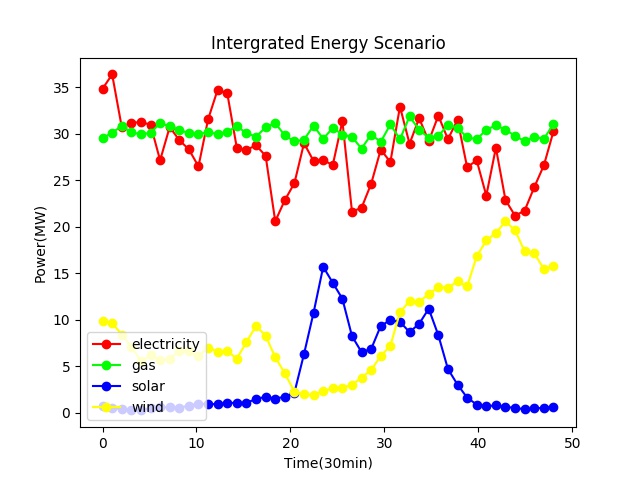 Intergrated Energy Scenario
Power(MW)
35
30
25
20
15
10
5
0
electricity
gas
solar
wind
0 10 20 30 40 50
Time(30min)